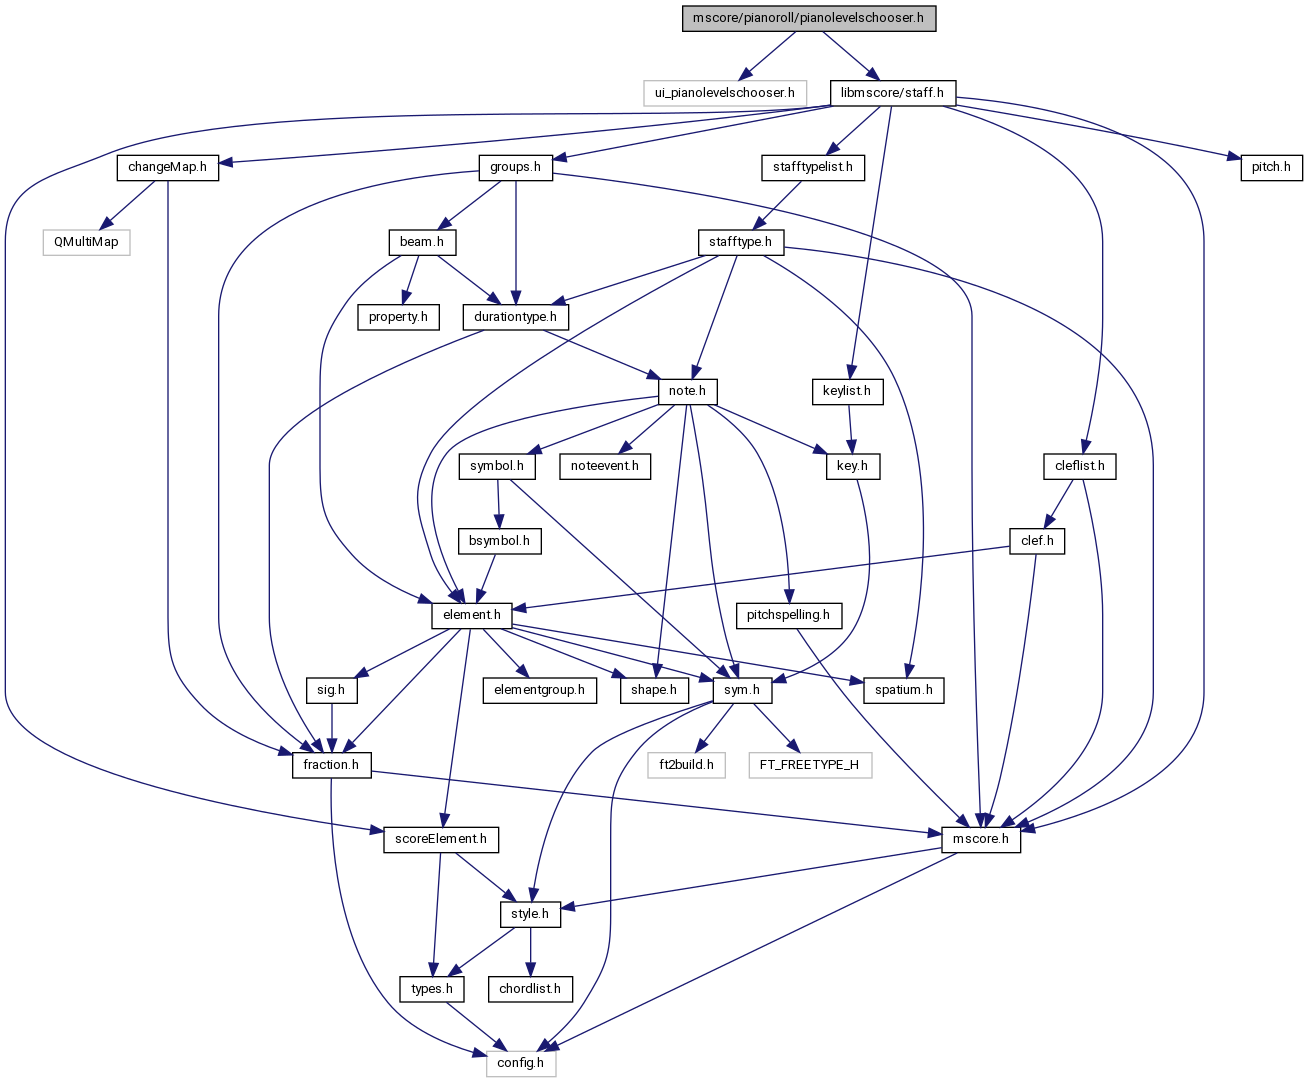 mscore/pianoroll/pianolevelschooser.h
ui_pianolevelschooser.h
libmscore/staff.h
changeMap.h
groups.h
stafftypelist.h
pitch.h
QMultiMap
beam.h
stafftype.h
property.h
durationtype.h
note.h
keylist.h
symbol.h
noteevent.h
key.h
cleflist.h
bsymbol.h
clef.h
element.h
pitchspelling.h
sig.h
elementgroup.h
shape.h
sym.h
spatium.h
fraction.h
ft2build.h
FT_FREETYPE_H
scoreElement.h
mscore.h
style.h
types.h
chordlist.h
config.h